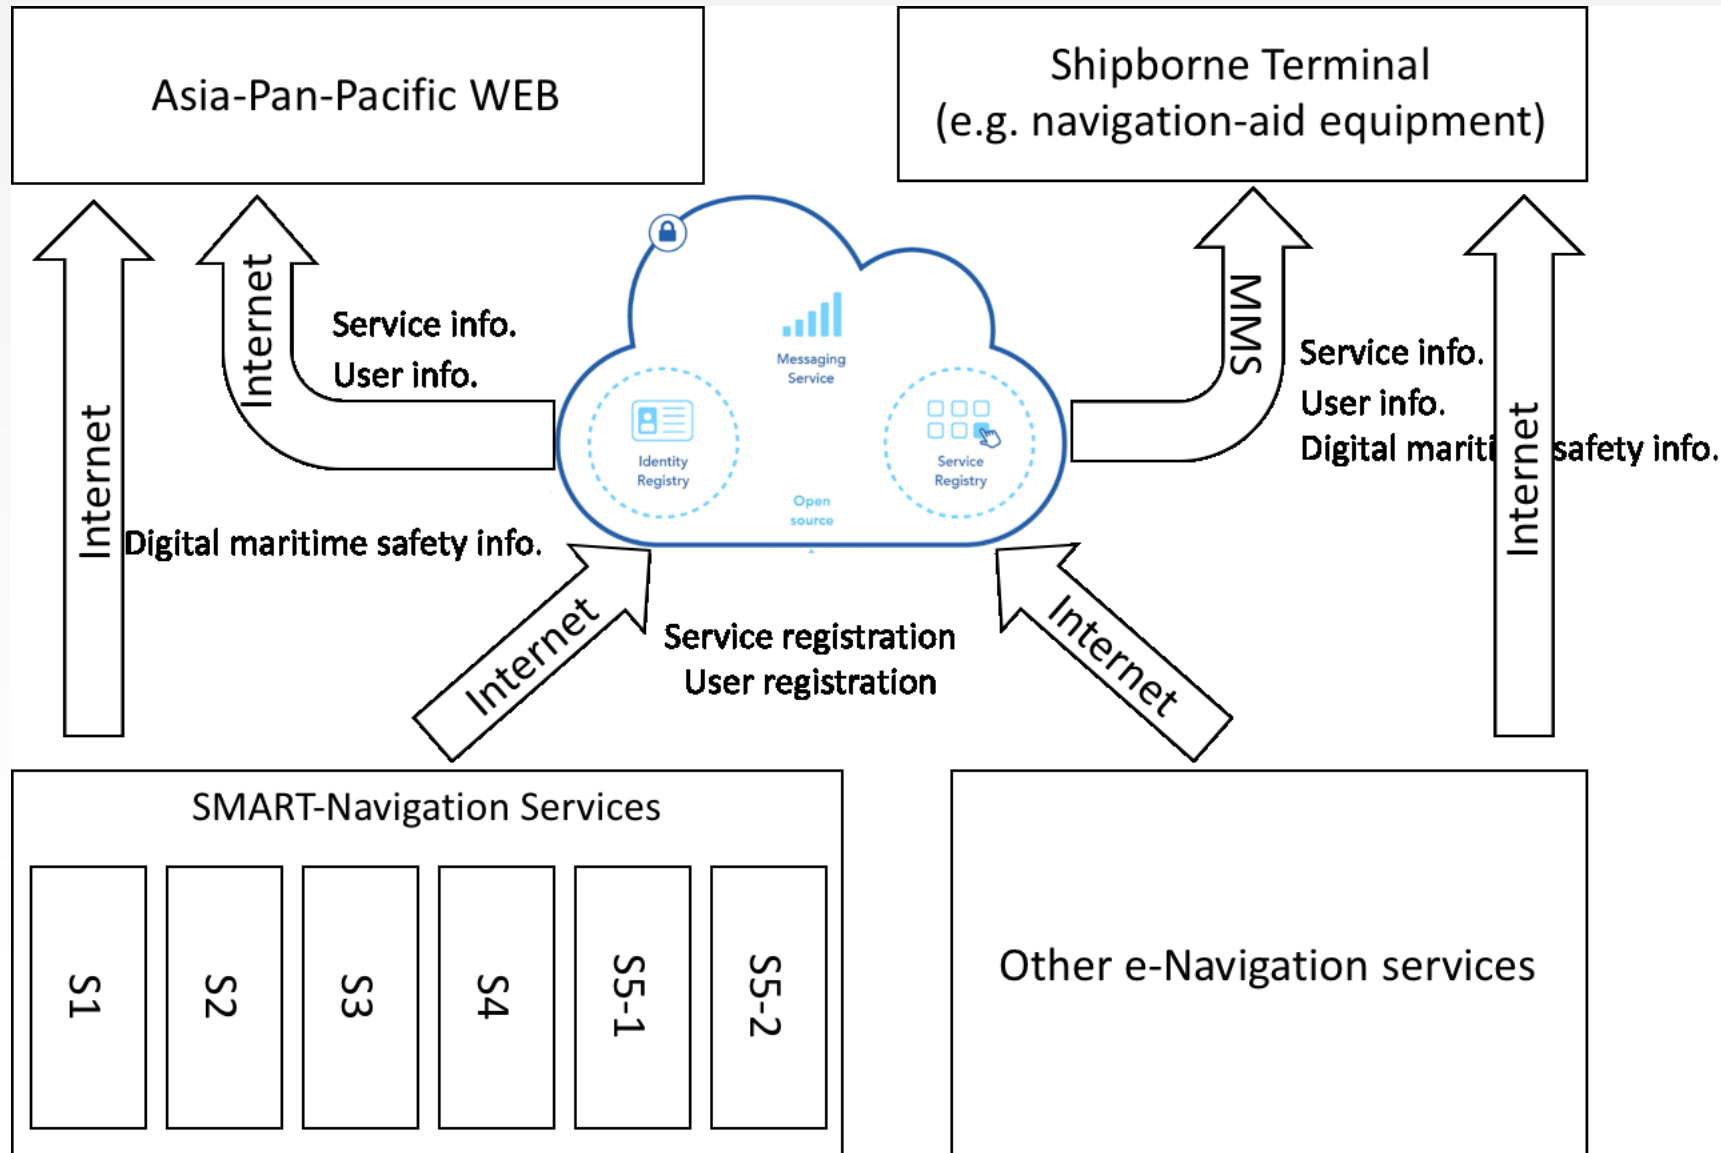 Asia-Pan-Pacific WEB
Shipborne Terminal
(e.g. navigation-aid equipment)
Internet
Internet
Service info.
User info.
Digital maritime safety info.
Messaging
Service
Identity
Registry
Service
Registry
Open
source
MMS
Service info.
User info.
Digital mariti safety info.
Internet
Internet
Service registration
User registration
Internet
SMART-Navigation Services
S1
S2
S3
S4
S5-1
S5-2
Other e-Navigation services